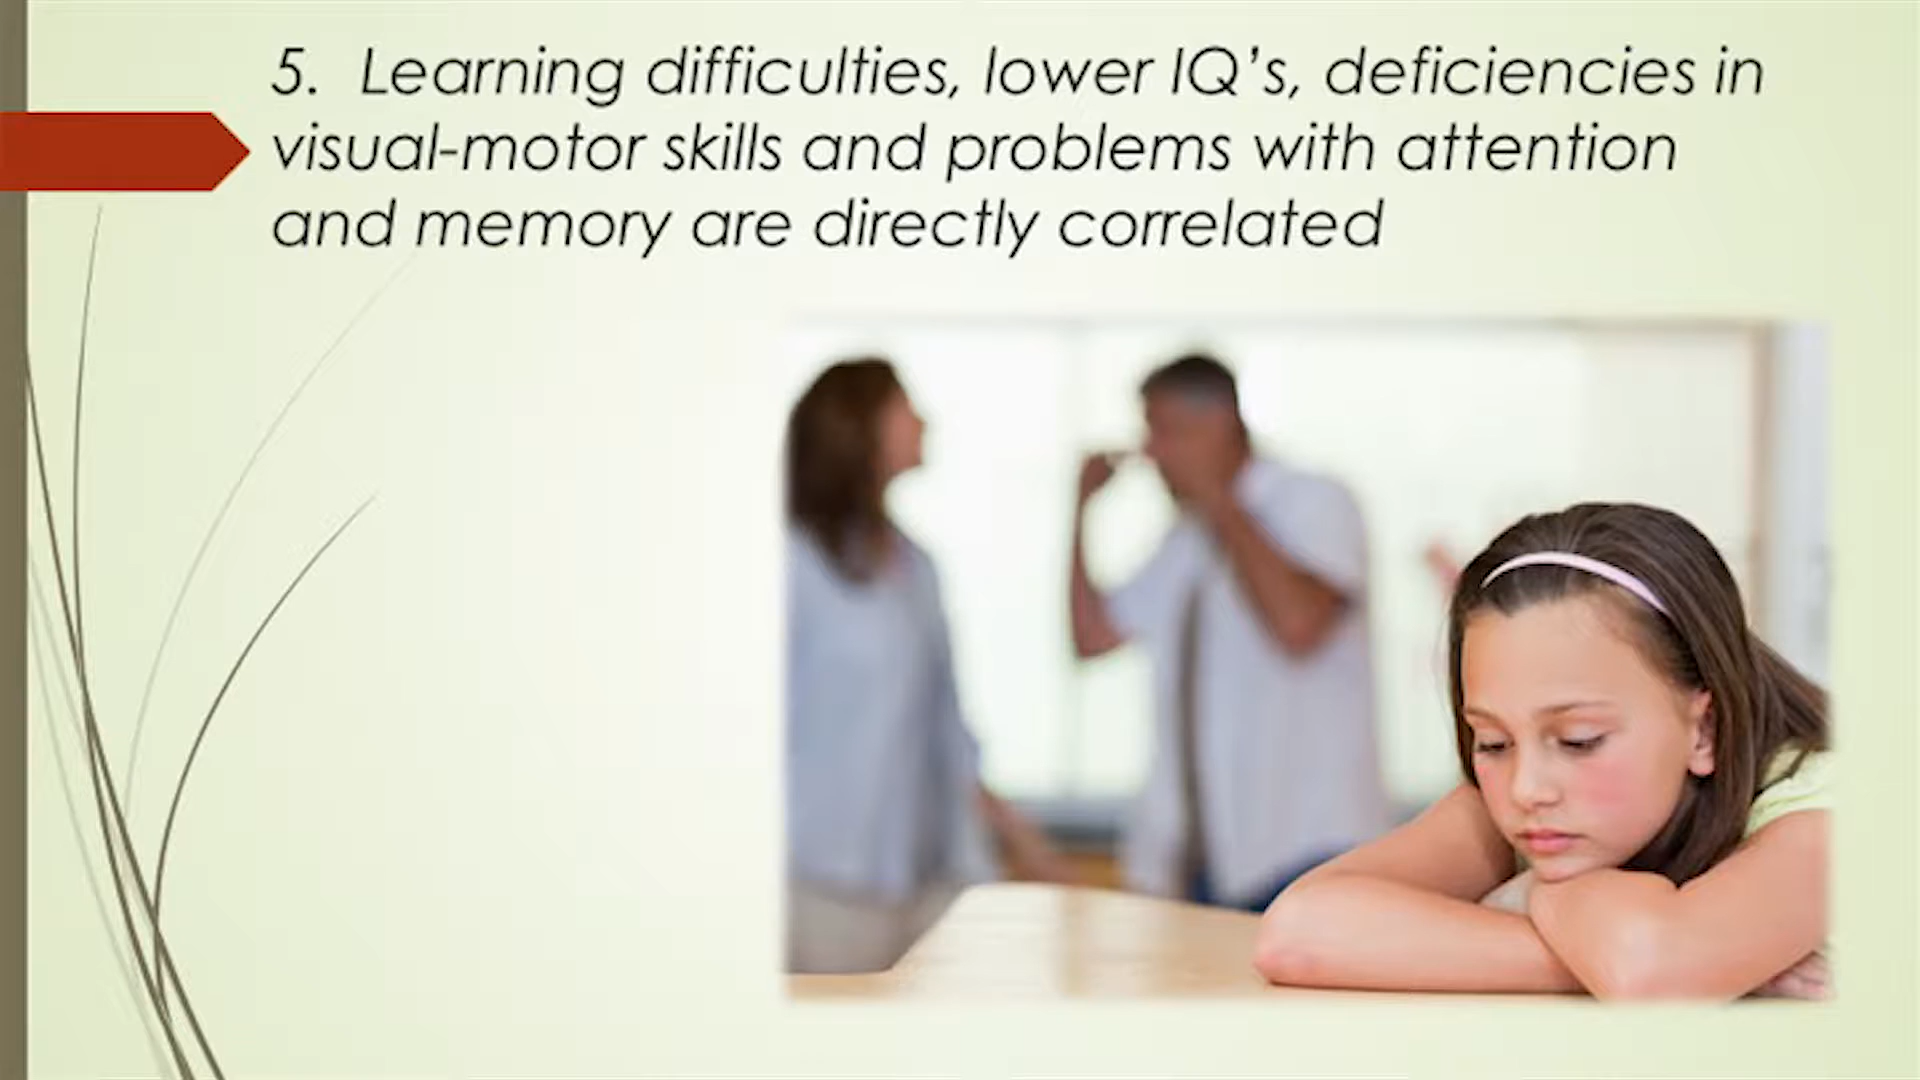 5. Learning difficulties, lower IQ's, deficiencies in
visual-motor skills and problems with attention
and memory are directly correlated